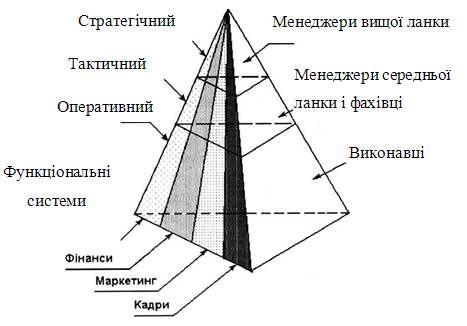 Стратегічний
Менеджери вищої ланки
Тактичний
Менеджери середньої
ланки і фахівці
Оперативний
Виконавці
Функціональні
системи
Фінанси
Маркетинг
Кадри